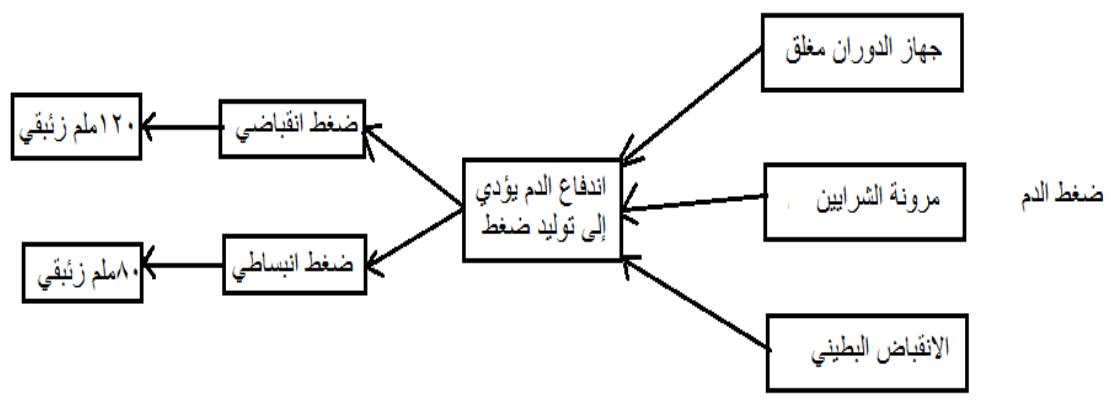 ضغط الدم
جهاز الدوران مغلق
مرونة الشرايين
الانقباض البطيني
اندفاع الدم يؤدي
إلى توليد ضغط
ضغط انقباضي
ضغط انبساطي
١٢٠ملم زئبقي
٨٠ملم زئبقي